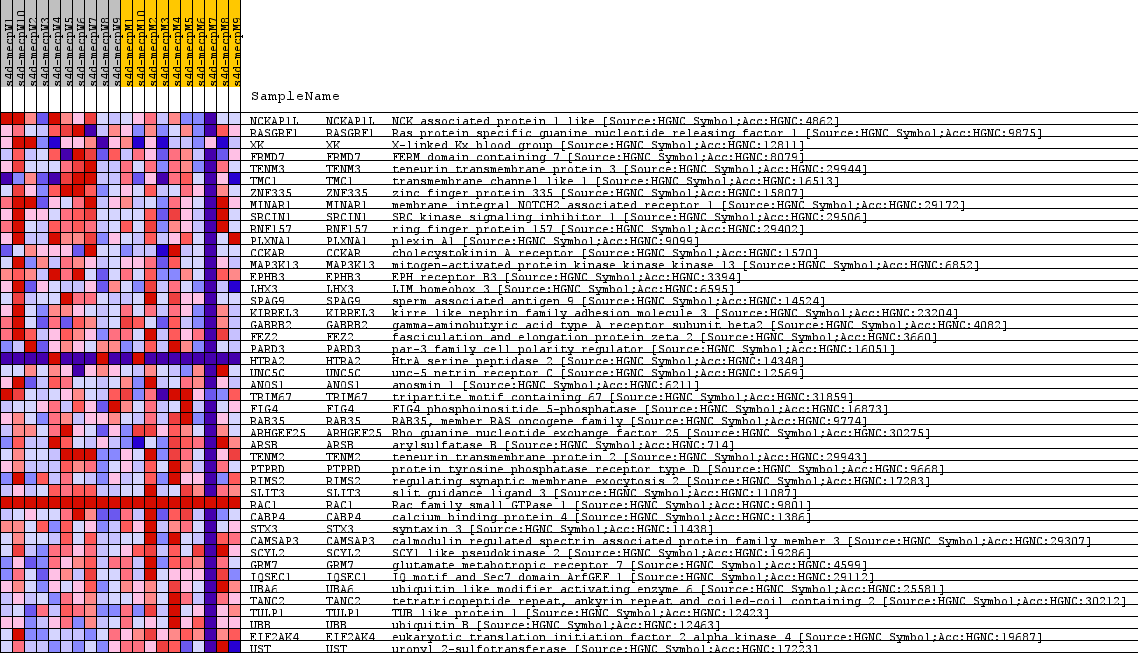 s4d-mecpW1
s4d-mecpW10
s4d-mecpW2
s4d-mecpW3
s4d-mecpW4
s4d-mecpW5
s4d-mecpW6
s4d-mecpW7
s4d-mecpW8
s4d-mecpW9
s4d-mecpM1
s4d-mecpM10
s4d-mecpM2
s4d-mecpM3
s4d-mecpM4
s4d-mecpM5
s4d-mecpM6
s4d-mecpM7
s4d-mecpM8
s4d-mecpM9
SampleName
NCKAP1L NCKAP1L NCK associated protein 1 like [Source:HGNC Symbol;Acc:HGNC:4862]
RASGRF1 RASGRF1 Ras protein specific guanine nucleotide releasing factor 1 [Source:HGNC Symbol;Acc:HGNC:9875]
XK XK X-linked Kx blood group [Source:HGNC Symbol;Acc:HGNC:12811]
FRMD7 FRMD7 FERM domain containing 7 [Source:HGNC Symbol;Acc:HGNC:8079]
TENM3 TENM3 teneurin transmembrane protein 3 [Source:HGNC Symbol;Acc:HGNC:29944]
TMC1 TMC1 transmembrane channel like 1 [Source:HGNC Symbol;Acc:HGNC:16513]
ZNF335 ZNF335 zinc finger protein 335 [Source:HGNC Symbol;Acc:HGNC:15807]
MINAR1 MINAR1 membrane integral NOTCH2 associated receptor 1 [Source:HGNC Symbol;Acc:HGNC:29172]
SRCIN1 SRCIN1 SRC kinase signaling inhibitor 1 [Source:HGNC Symbol;Acc:HGNC:29506]
RNF157 RNF157 ring finger protein 157 [Source:HGNC Symbol;Acc:HGNC:29402]
PLXNA1 PLXNA1 plexin A1 [Source:HGNC Symbol;Acc:HGNC:9099]
CCKAR CCKAR cholecystokinin A receptor [Source:HGNC Symbol;Acc:HGNC:1570]
MAP3K13 MAP3K13 mitogen-activated protein kinase kinase kinase 13 [Source:HGNC Symbol;Acc:HGNC:6852]
EPHB3 EPHB3 EPH receptor B3 [Source:HGNC Symbol;Acc:HGNC:3394]
LHX3 LHX3 LIM homeobox 3 [Source:HGNC Symbol;Acc:HGNC:6595]
SPAG9 SPAG9 sperm associated antigen 9 [Source:HGNC Symbol;Acc:HGNC:14524]
KIRREL3 KIRREL3 kirre like nephrin family adhesion molecule 3 [Source:HGNC Symbol;Acc:HGNC:23204]
GABRB2 GABRB2 gamma-aminobutyric acid type A receptor subunit beta2 [Source:HGNC Symbol;Acc:HGNC:4082]
FEZ2 FEZ2 fasciculation and elongation protein zeta 2 [Source:HGNC Symbol;Acc:HGNC:3660]
PARD3 PARD3 par-3 family cell polarity regulator [Source:HGNC Symbol;Acc:HGNC:16051]
HTRA2 HTRA2 HtrA serine peptidase 2 [Source:HGNC Symbol;Acc:HGNC:14348]
UNC5C UNC5C unc-5 netrin receptor C [Source:HGNC Symbol;Acc:HGNC:12569]
ANOS1 ANOS1 anosmin 1 [Source:HGNC Symbol;Acc:HGNC:6211]
TRIM67 TRIM67 tripartite motif containing 67 [Source:HGNC Symbol;Acc:HGNC:31859]
FIG4 FIG4 FIG4 phosphoinositide 5-phosphatase [Source:HGNC Symbol;Acc:HGNC:16873]
RAB35 RAB35 RAB35, member RAS oncogene family [Source:HGNC Symbol;Acc:HGNC:9774]
ARHGEF25 ARHGEF25 Rho guanine nucleotide exchange factor 25 [Source:HGNC Symbol;Acc:HGNC:30275]
ARSB ARSB arylsulfatase B [Source:HGNC Symbol;Acc:HGNC:714]
TENM2 TENM2 teneurin transmembrane protein 2 [Source:HGNC Symbol;Acc:HGNC:29943]
PTPRD PTPRD protein tyrosine phosphatase receptor type D [Source:HGNC Symbol;Acc:HGNC:9668]
RIMS2 RIMS2 regulating synaptic membrane exocytosis 2 [Source:HGNC Symbol;Acc:HGNC:17283]
SLIT3 SLIT3 slit guidance ligand 3 [Source:HGNC Symbol;Acc:HGNC:11087]
RAC1 RAC1 Rac family small GTPase 1 [Source:HGNC Symbol;Acc:HGNC:9801]
CABP4 CABP4 calcium binding protein 4 [Source:HGNC Symbol;Acc:HGNC:1386]
STX3 STX3 syntaxin 3 [Source:HGNC Symbol;Acc:HGNC:11438]
CAMSAP3 CAMSAP3 calmodulin regulated spectrin associated protein family member 3 [Source:HGNC Symbol;Acc:HGNC:29307]
SCYL2 SCYL2 SCY1 like pseudokinase 2 [Source:HGNC Symbol;Acc:HGNC:19286]
GRM7 GRM7 glutamate metabotropic receptor 7 [Source:HGNC Symbol;Acc:HGNC:4599]
IQSEC1 IQSEC1 IQ motif and Sec7 domain ArfGEF 1 [Source:HGNC Symbol;Acc:HGNC:29112]
UBA6 UBA6 ubiquitin like modifier activating enzyme 6 [Source:HGNC Symbol;Acc:HGNC:25581]
TANC2 TANC2 tetratricopeptide repeat, ankyrin repeat and coiled-coil containing 2 [Source:HGNC Symbol;Acc:HGNC:30212]
TULP1 TULP1 TUB like protein 1 [Source:HGNC Symbol;Acc:HGNC:12423]
UBB UBB ubiquitin B [Source:HGNC Symbol;Acc:HGNC:12463]
EIF2AK4 EIF2AK4 eukaryotic translation initiation factor 2 alpha kinase 4 [Source:HGNC Symbol;Acc:HGNC:19687]
UST UST uronyl 2-sulfotransferase [Source:HGNC Symbol;Acc:HGNC:17223]